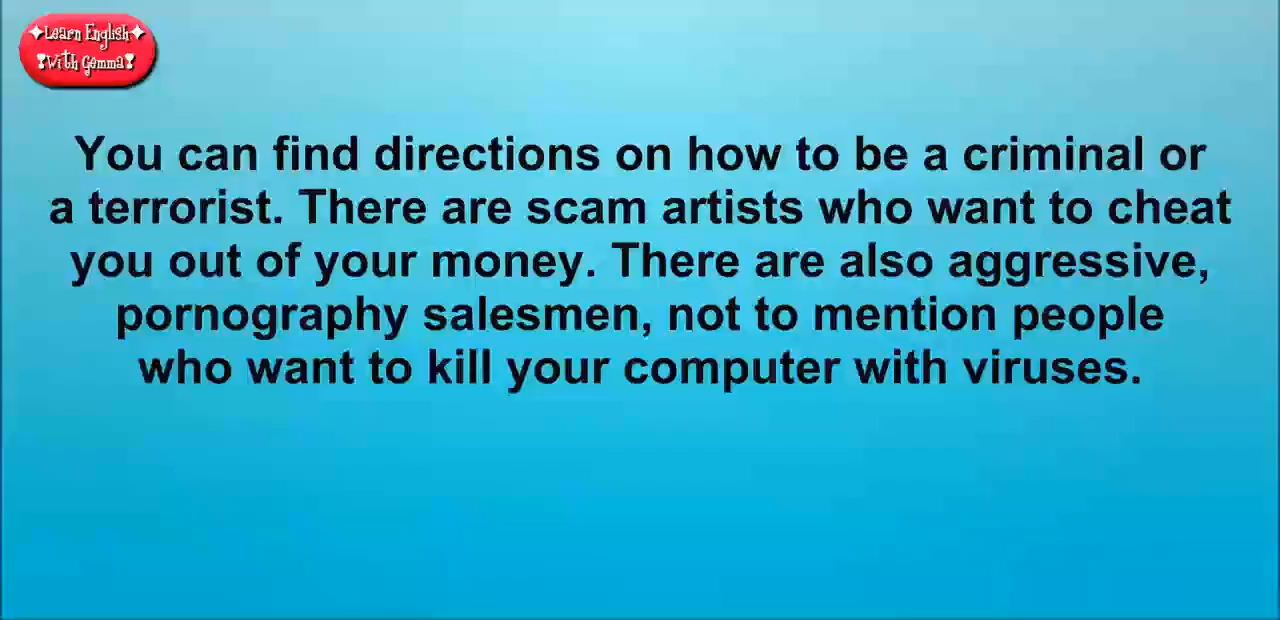 ✦Learn English✦
❣With Gemma❣
You can find directions on how to be a criminal or
a terrorist. There are scam artists who want to cheat
you out of your money. There are also aggressive,
pornography salesmen, not to mention people
who want to kill your computer with viruses.